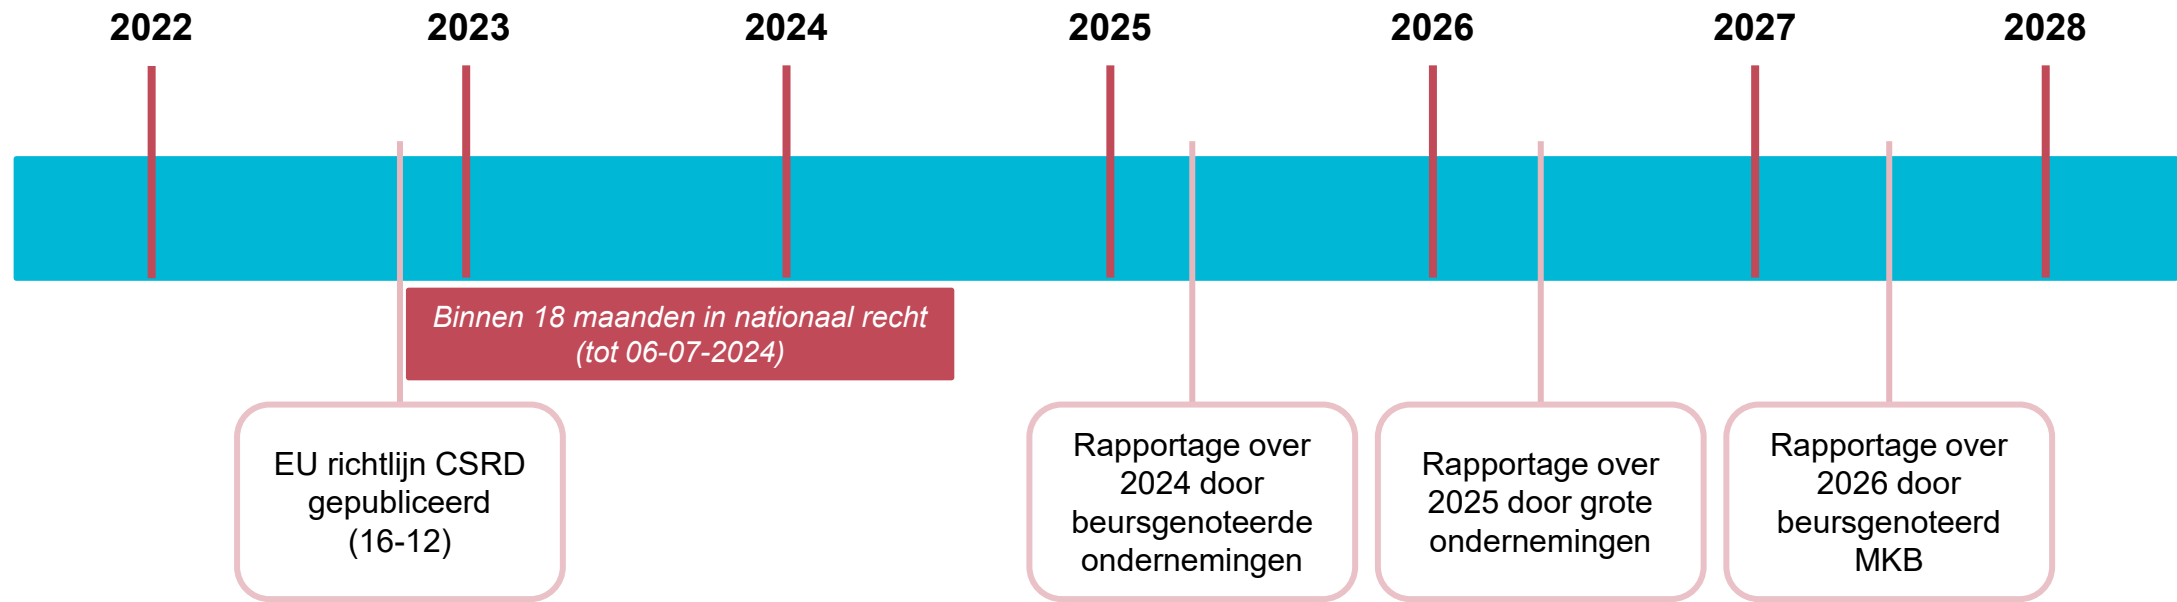 2022
2023
2024
2025
2026
2027
2028
Binnen 18 maanden in nationaal recht
(tot 06-07-2024)
EU richtlijn CSRD
gepubliceerd
(16-12)
Rapportage over
2024 door
beursgenoteerde
ondernemingen
Rapportage over
2025 door grote
ondernemingen
Rapportage over
2026 door
beursgenoteerd
MKB